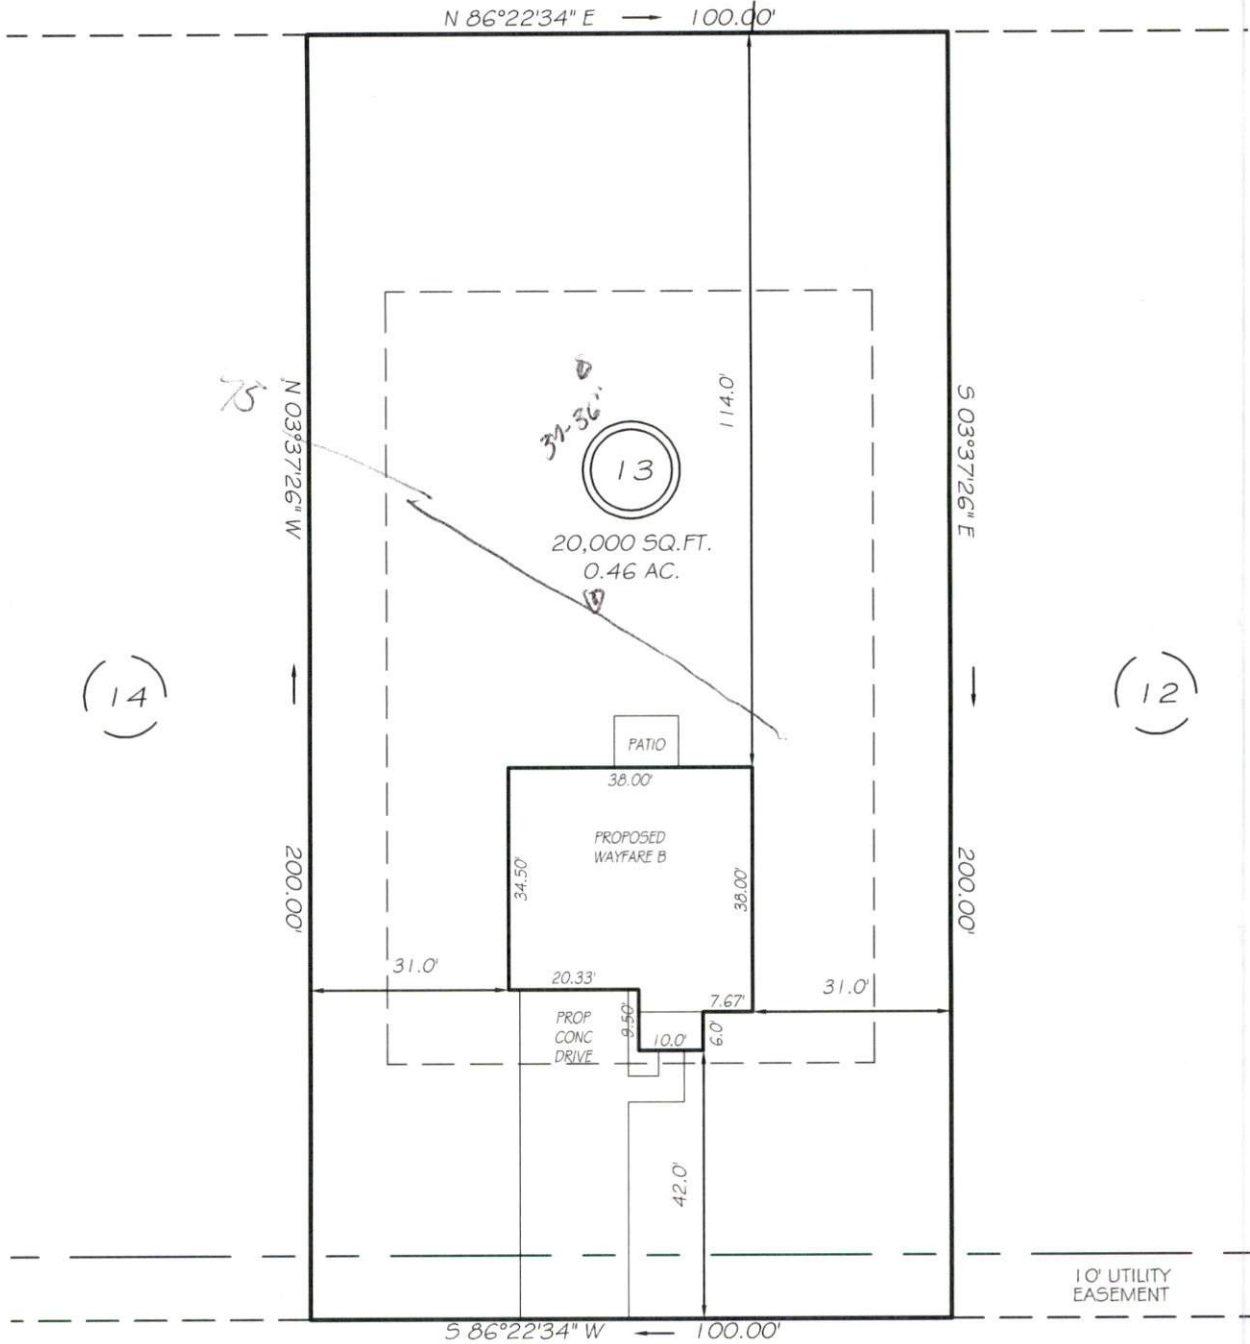 N 86°22'34" E 100.00'
75
N 03°37'26" W
114.0'
S 03°37'26" E
13
20,000 SQ.FT.
0.46 AC.
14
12
PATIO
38.00'
PROPOSED
WAYFARE B
34.50'
38.00'
200.00'
200.00'
31.0'
20.33'
7.67'
31.0'
PROP
CONC
DRIVE
9.50'
10.0'
6.0'
42.0'
10' UTILITY
EASEMENT
S 86°22'34" W 100.00'